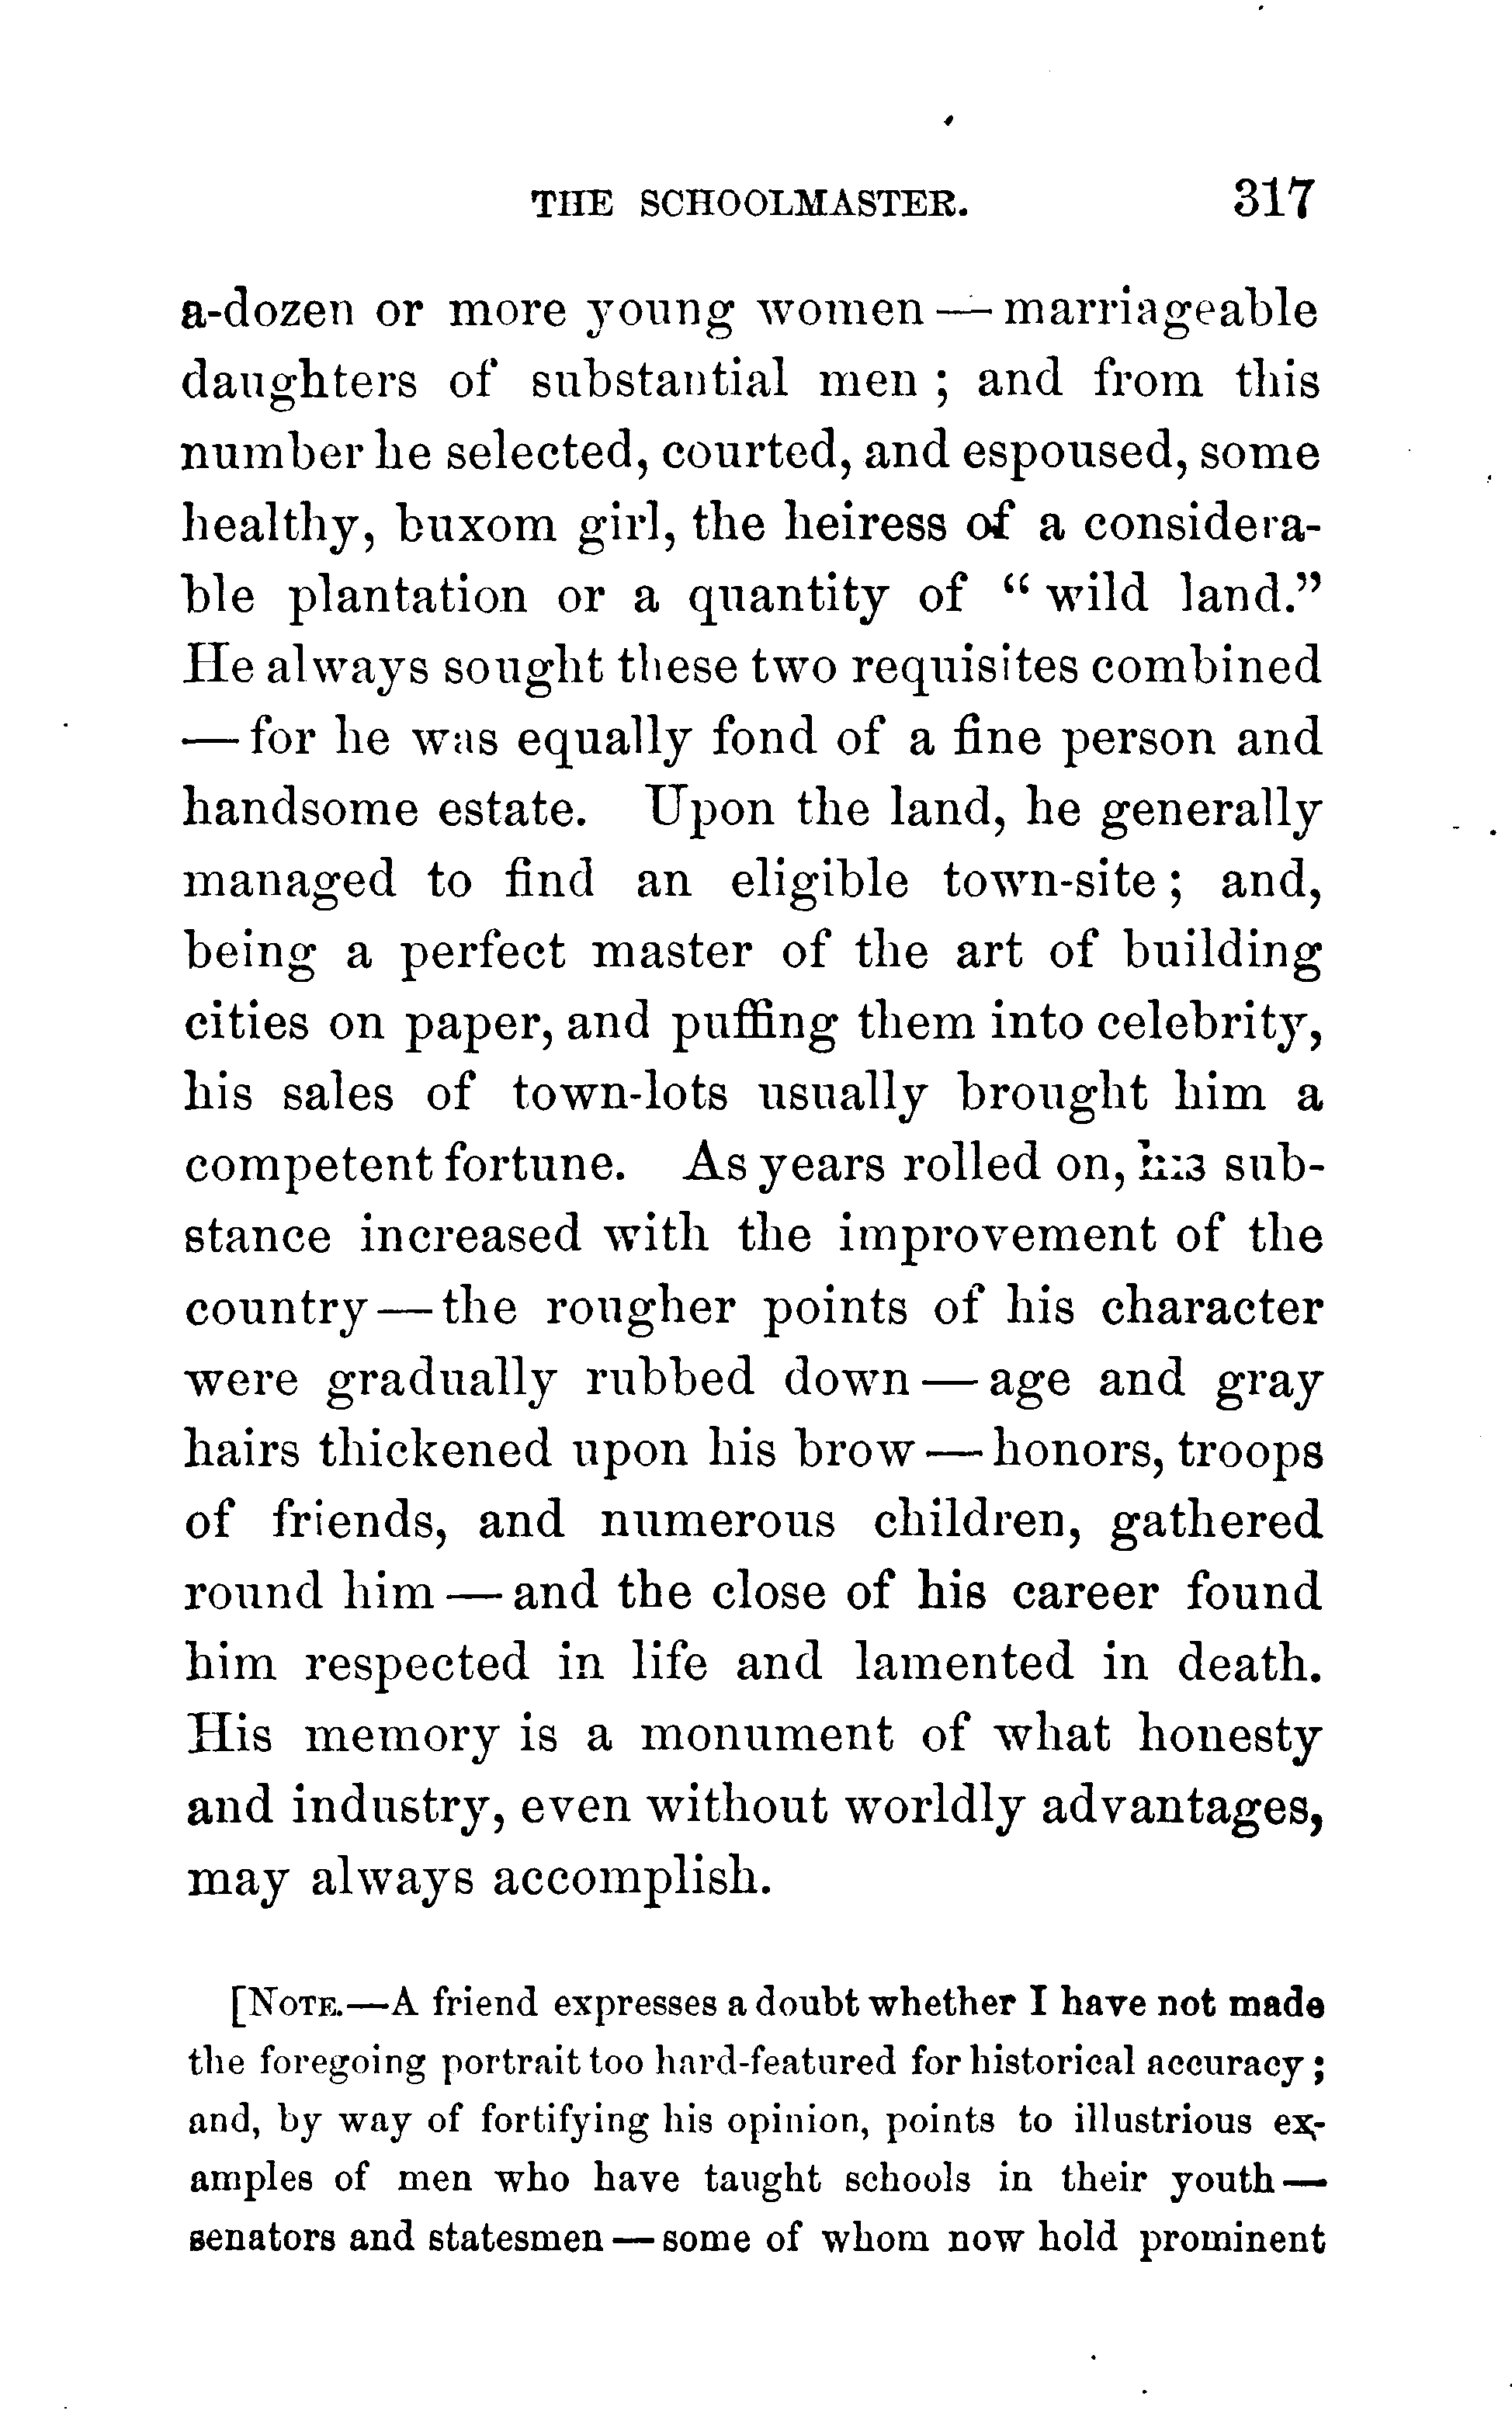 THE SCHOOLMASTER. 317
a-dozen or more young women — marriageable
daughters of substantial men ; and from this
number he selected, courted, and espoused, some
healthy, buxom girl, the heiress of a considera-
ble plantation or a quantity of “ wild land.”
He always sought these two requisites combined
— for he was equally fond of a fine person and
handsome estate. Upon the land, he generally
managed to find an eligible town-site ; and,
being a perfect master of the art of building
cities on paper, and puffing them into celebrity,
his sales of town-lots usually brought him a
competent fortune. As years rolled on, his sub-
stance increased with the improvement of the
country — the rougher points of his character
were gradually rubbed down — age and gray
hairs thickened upon his brow — honors, troops
of friends, and numerous children, gathered
round him — and the close of his career found
him respected in life and lamented in death.
His memory is a monument of what honesty
and industry, even without worldly advantages,
may always accomplish.
[NOTE.—A friend expresses a doubt whether I have not made
the foregoing portrait too hard-featured for historical accuracy ;
and, by way of fortifying his opinion, points to illustrious ex-
amples of men who have taught schools in their youth —
senators and statesmen — some of whom now hold prominent